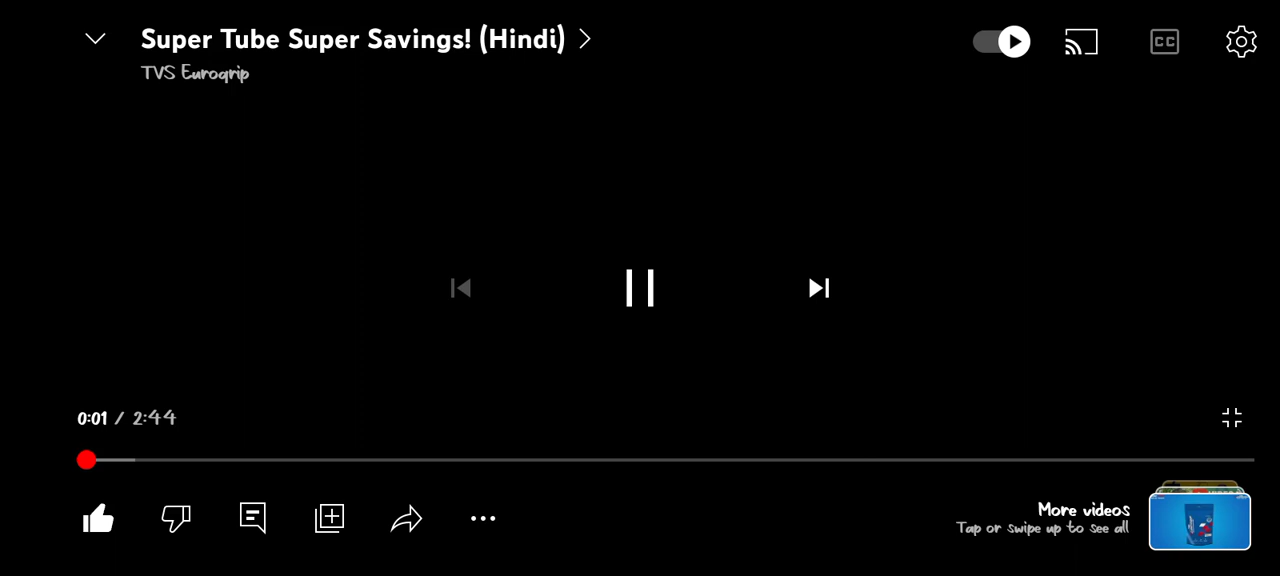 Super Tube Super Savings! (Hindi)
TVS Eurogrip
CC
0:01 / 2:44
More videos
Tap or swipe up to see all